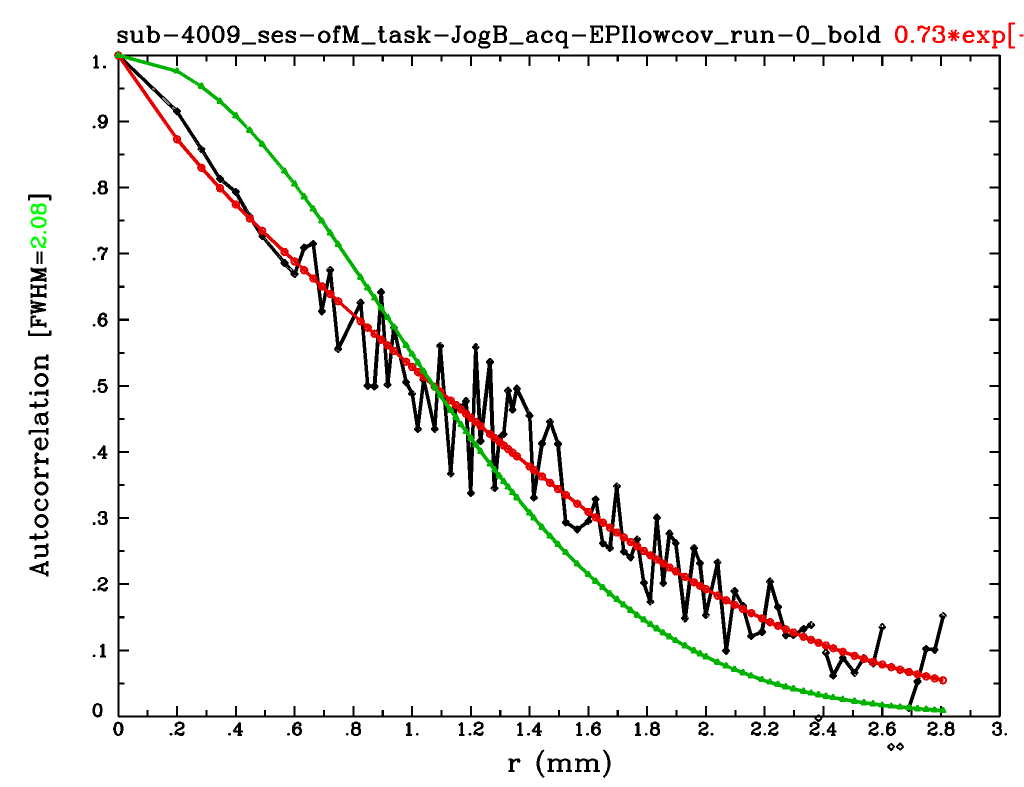 sub-4009_ses-ofM_task-JogB_acq-EPIlowcov_run-0_bold 0.73*exp[-
1.
.9
.8
.7
.6
.5
.4
.3
.2
.1
0
Autocorrelation [FWHM=2.08]
0 .2 .4 .6 .8 1. 1.2 1.4 1.6 1.8 2. 2.2 2.4 2.6 2.8 3.
r (mm)